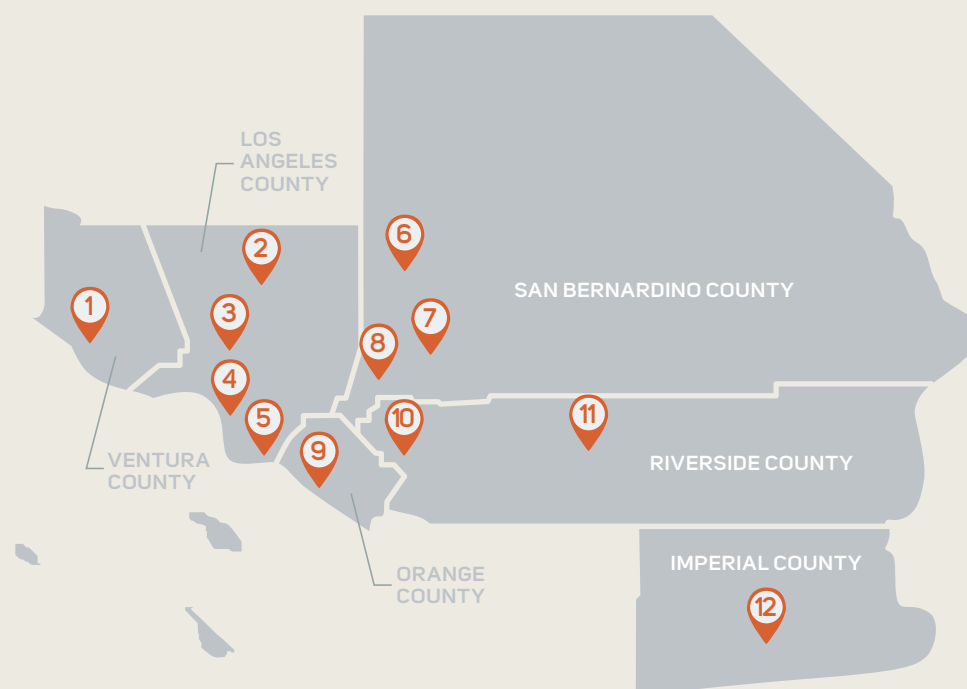 LOS
ANGELES
COUNTY
6
2
1
SAN BERNARDINO COUNTY
3
7
8
4
5
10
11
9
VENTURA
COUNTY
RIVERSIDE COUNTY
IMPERIAL COUNTY
ORANGE
COUNTY
12